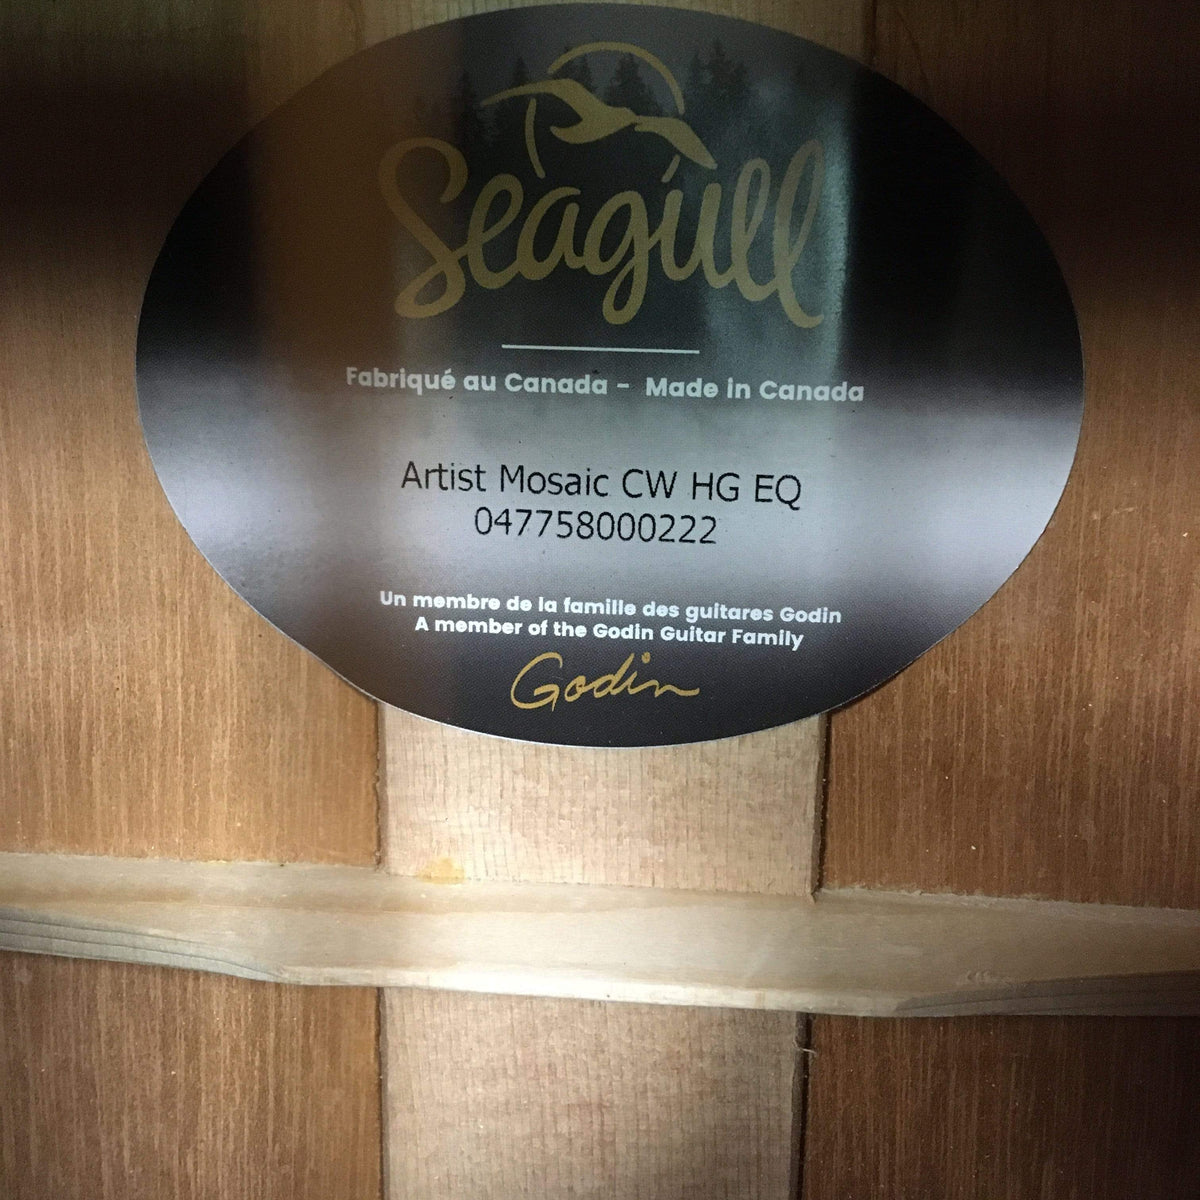 Seagull
Fabriqué au Canada - Made in Canada
Artist Mosaic CW HG EQ
047758000222
Un membre de la famille des guitares Godin
A member of the Godin Guitar Family
Godin